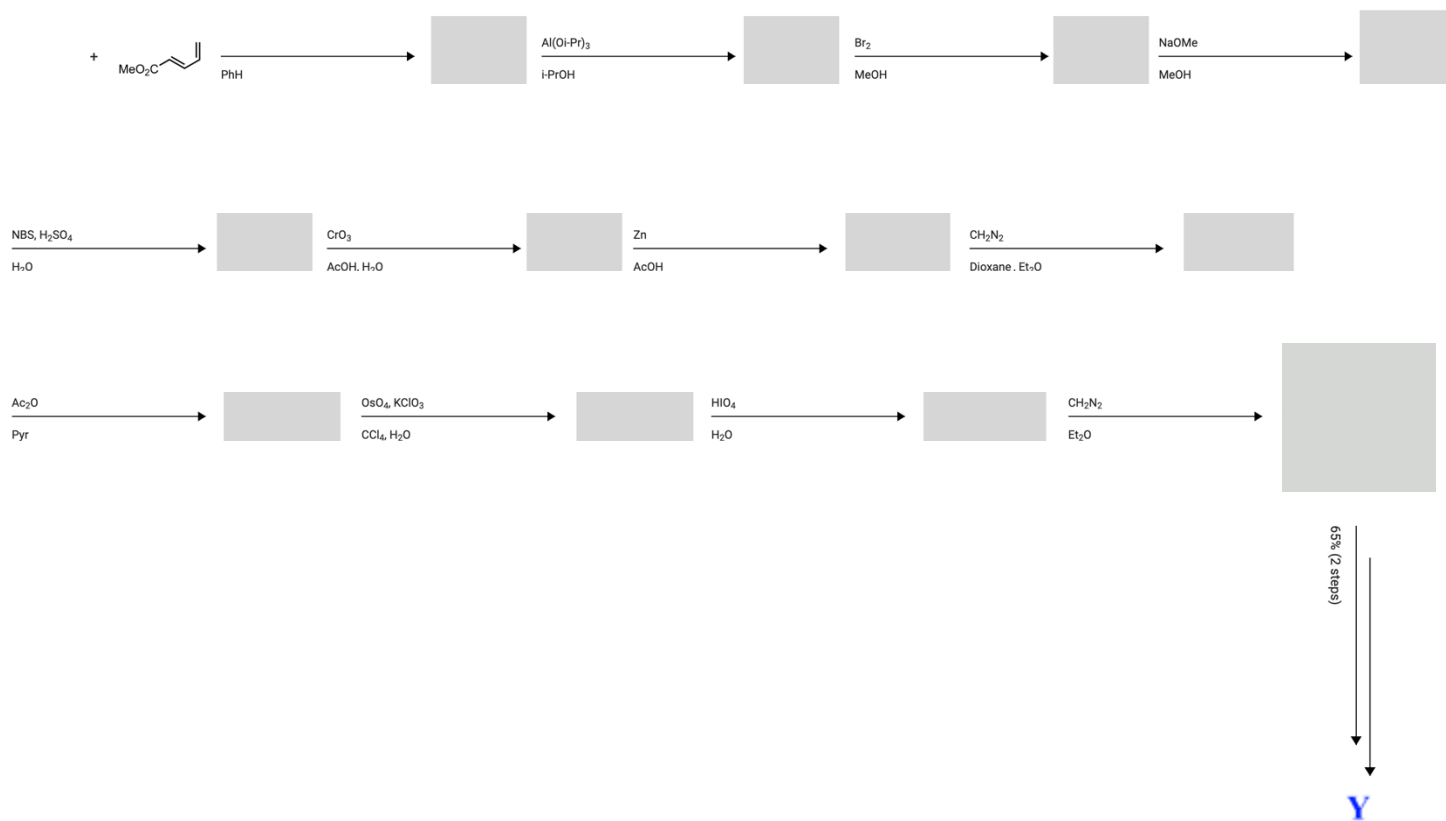 +
MeO₂C
PhH
Al(Oi-Pr)₃
i-PrOH
Br₂
MeOH
NaOMe
MeOH
NBS, H₂SO₄
H₂O
CrO₃
AcOH, H₂O
Zn
AcOH
CH₂N₂
Dioxane, Et₂O
Ac₂O
Pyr
OsO₄, KClO₃
CCl₄, H₂O
HIO₄
H₂O
CH₂N₂
Et₂O
65% (2 steps)
Y